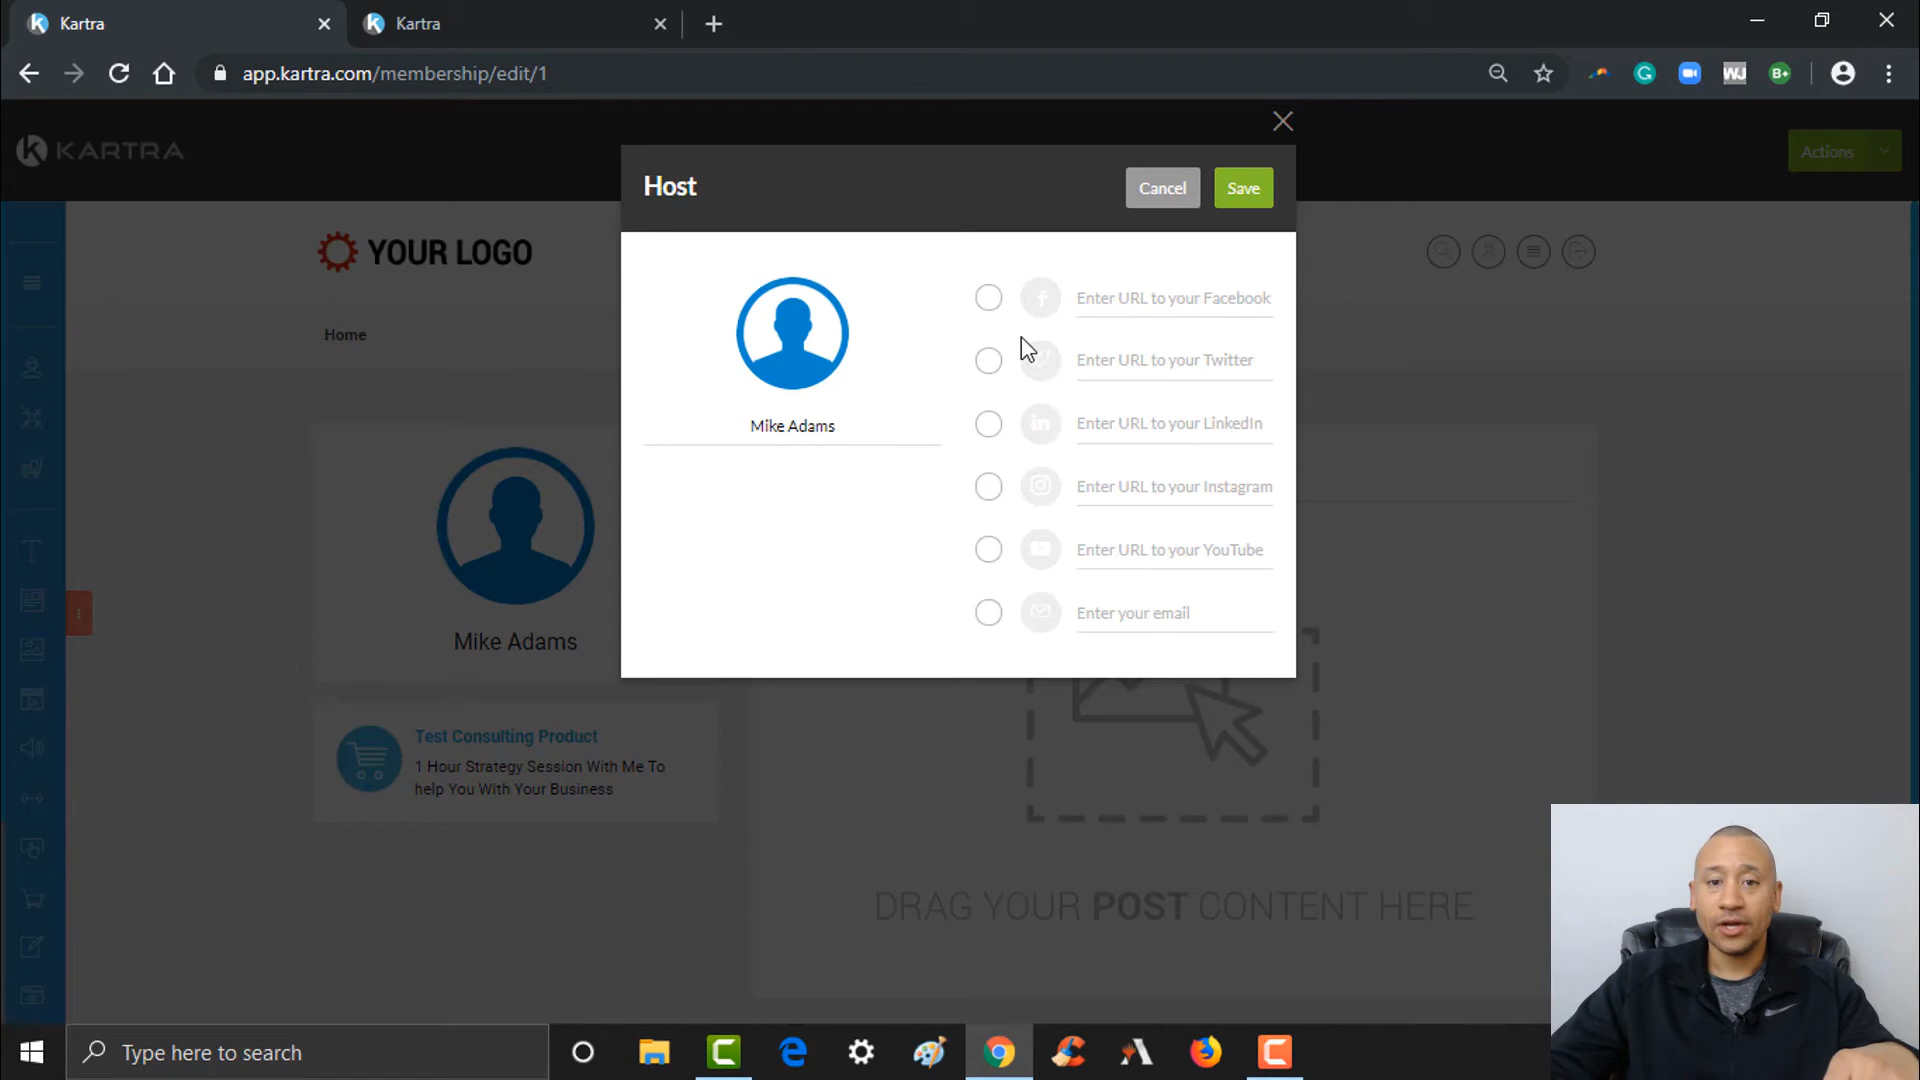 Kartra
Kartra
app.kartra.com/membership/edit/1
WJ
B+
KARTRA
Actions
Host
Cancel
Save
YOUR LOGO
Home
Enter URL to your Facebook
Enter URL to your Twitter
Mike Adams
Enter URL to your LinkedIn
Enter URL to your Instagram
Enter URL to your YouTube
Enter your email
Mike Adams
Test Consulting Product
1 Hour Strategy Session With Me To
help You With Your Business
DRAG YOUR POST CONTENT HERE
Type here to search